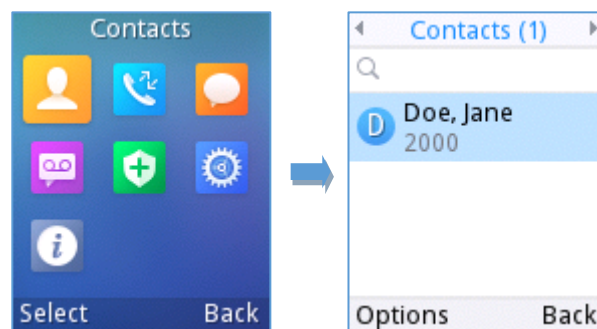 Contacts
Select Back
Contacts (1)
D
Doe, Jane
2000
Options Back